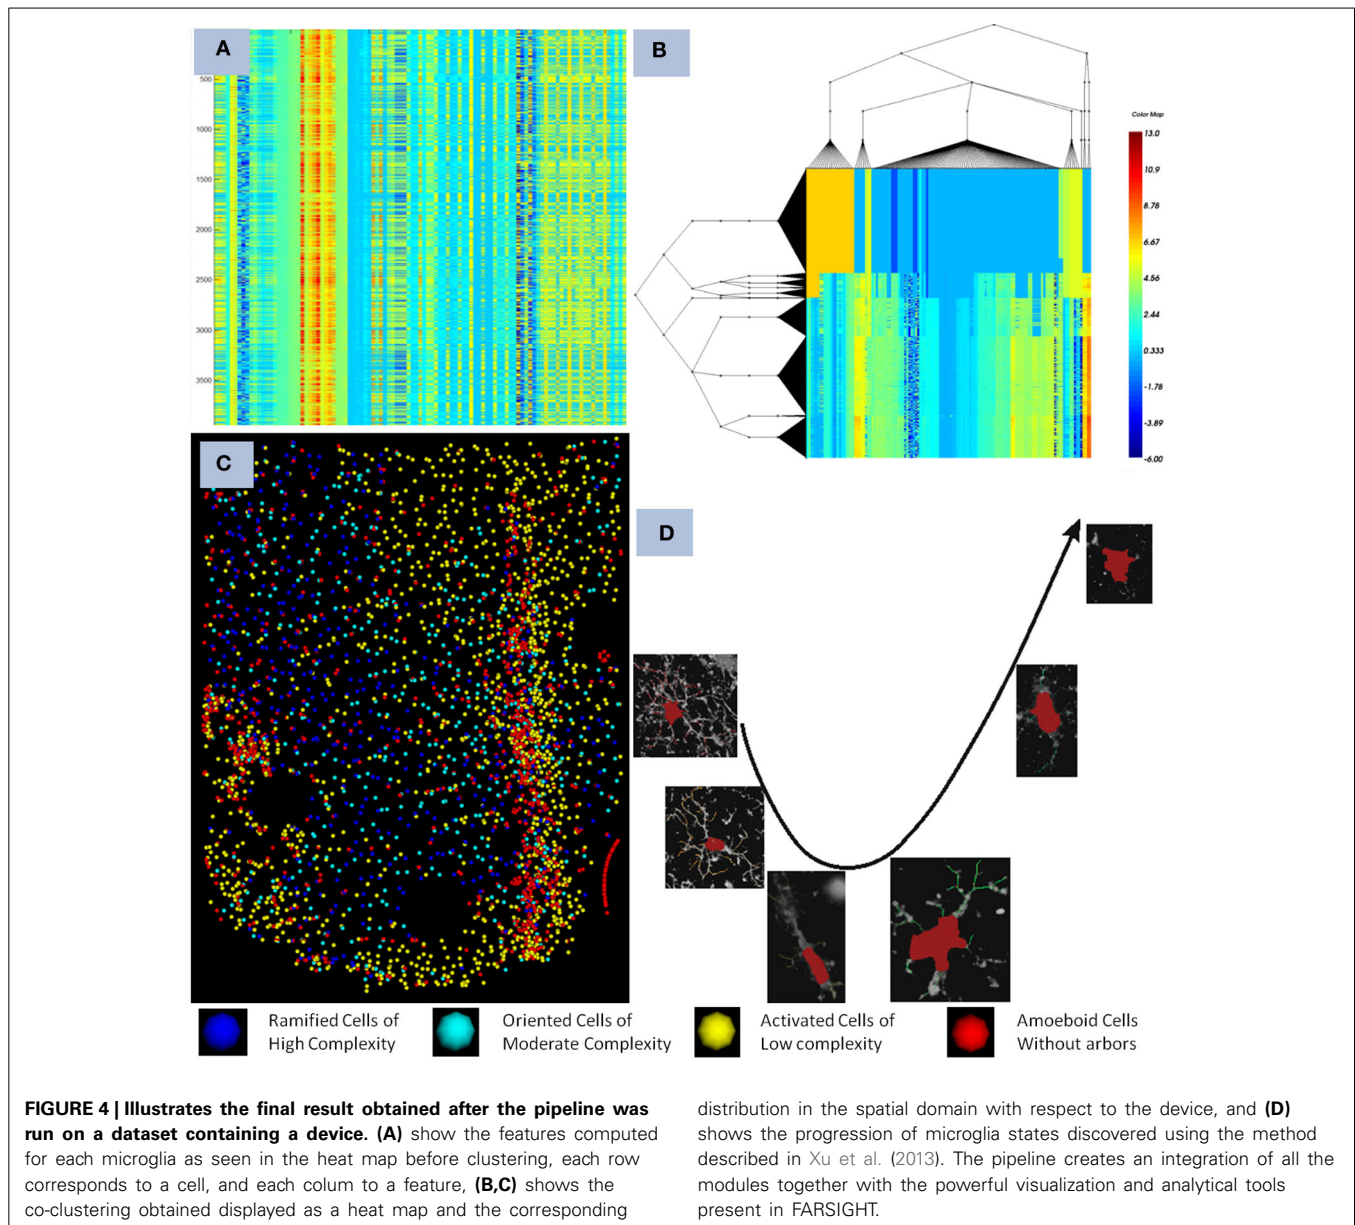 A
500
1000
1500
2000
2500
3000
3500
B
Color Map
13.0
10.9
8.78
6.67
4.56
2.44
0.333
-1.78
-3.89
-6.00
C
D
Ramified Cells of
High Complexity
Oriented Cells of
Moderate Complexity
Activated Cells of
Low complexity
Amoeboid Cells
Without arbors
FIGURE 4 | Illustrates the final result obtained after the pipeline was
run on a dataset containing a device. (A) show the features computed
for each microglia as seen in the heat map before clustering, each row
corresponds to a cell, and each colum to a feature, (B,C) shows the
co-clustering obtained displayed as a heat map and the corresponding
distribution in the spatial domain with respect to the device, and (D)
shows the progression of microglia states discovered using the method
described in Xu et al. (2013). The pipeline creates an integration of all the
modules together with the powerful visualization and analytical tools
present in FARSIGHT.